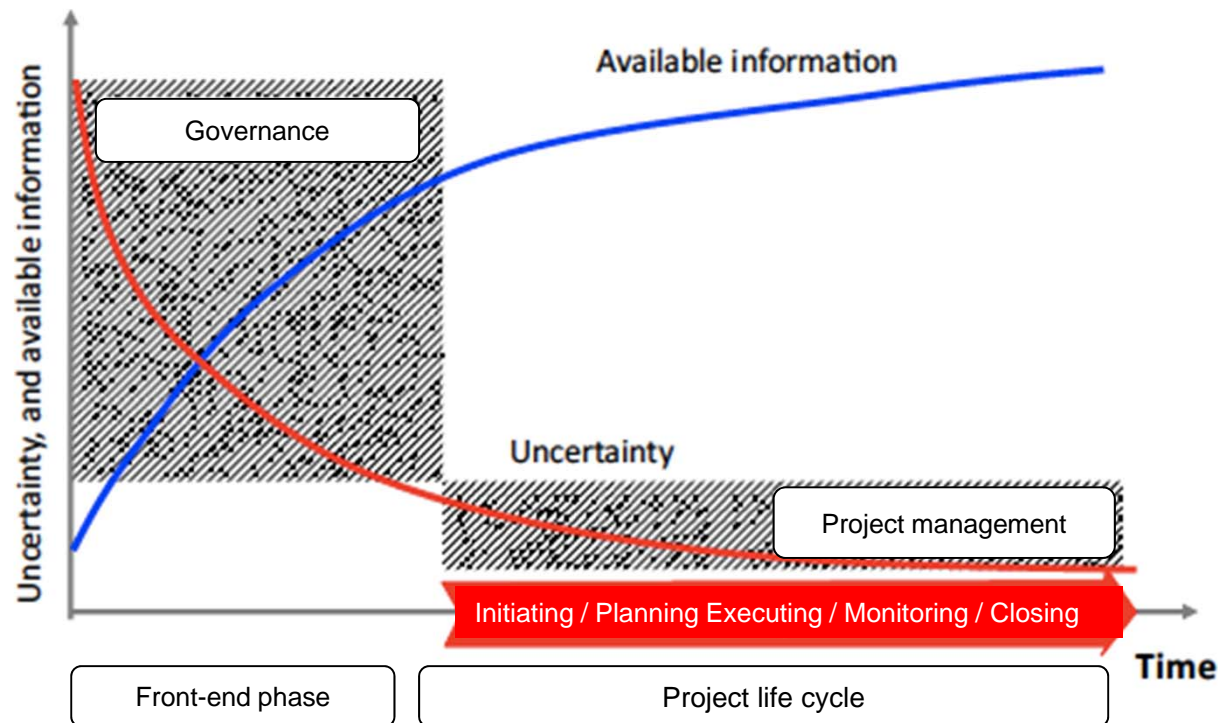 Uncertainty, and available information
Available information
Governance
Uncertainty
Project management
Initiating / Planning Executing / Monitoring / Closing
Time
Front-end phase
Project life cycle